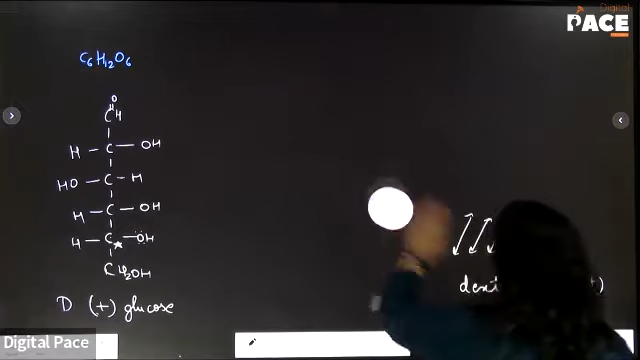 Digital
PACE
C6H12O6
O
CH
H - C - OH
HO - C - H
H - C - OH
H - C - OH
CH2OH
D (+) glucose
Digital Pace